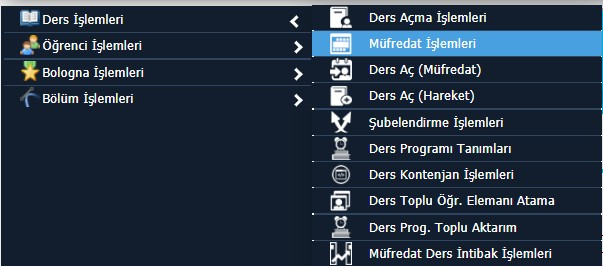 Ders İşlemleri
Öğrenci İşlemleri
Bologna İşlemleri
Bölüm İşlemleri
Ders Açma İşlemleri
Müfredat İşlemleri
Ders Aç (Müfredat)
Ders Aç (Hareket)
Şubelendirme İşlemleri
Ders Programı Tanımları
Ders Kontenjan İşlemleri
Ders Toplu Öğr. Elemanı Atama
Ders Prog. Toplu Aktarım
Müfredat Ders İntibak İşlemleri